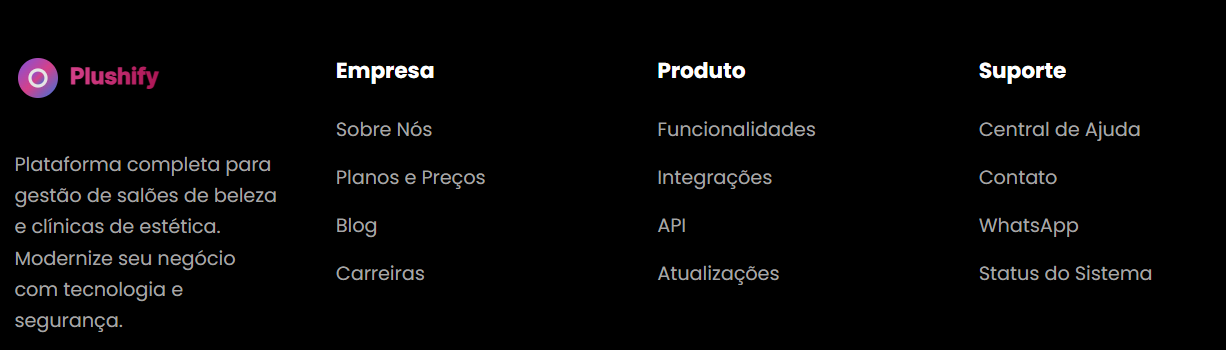 Plushify
Plataforma completa para
gestão de salões de beleza
e clínicas de estética.
Modernize seu negócio
com tecnologia e
segurança.
Empresa
Sobre Nós
Planos e Preços
Blog
Carreiras
Produto
Funcionalidades
Integrações
API
Atualizações
Suporte
Central de Ajuda
Contato
WhatsApp
Status do Sistema